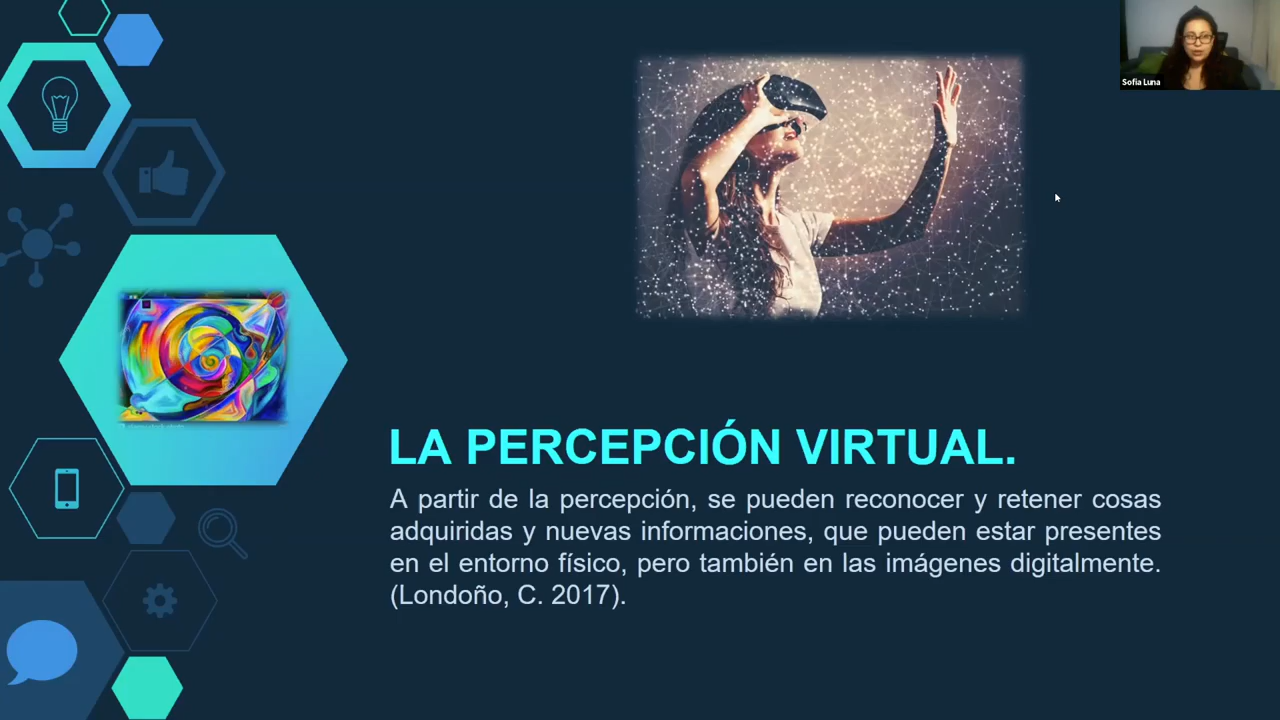 Sofia Luna
LA PERCEPCIÓN VIRTUAL.
A partir de la percepción, se pueden reconocer y retener cosas
adquiridas y nuevas informaciones, que pueden estar presentes
en el entorno físico, pero también en las imágenes digitalmente.
(Londoño, C. 2017).